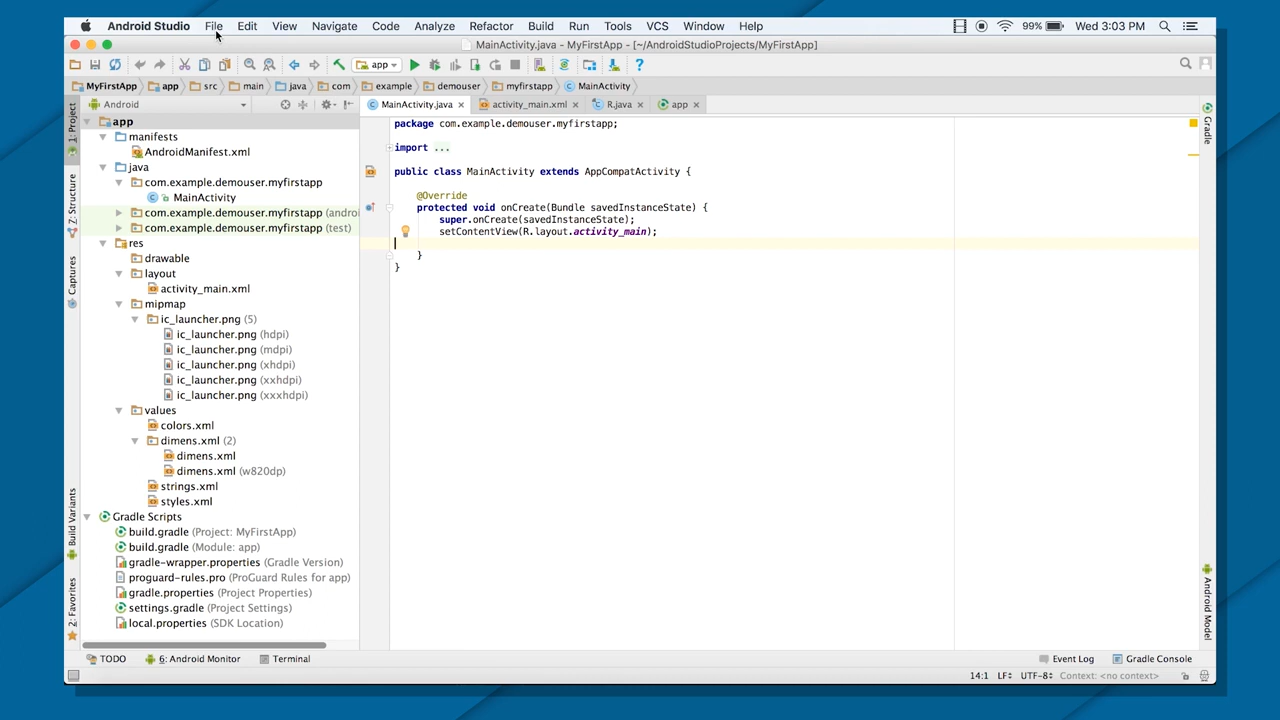 Android Studio File Edit View Navigate Code Analyze Refactor Build Run Tools VCS Window Help 99% Wed 3:03 PM
MainActivity.java - MyFirstApp - [~/AndroidStudioProjects/MyFirstApp]
app
MyFirstApp app src main java com example demouser myfirstapp MainActivity
Android
MainActivity.java activity_main.xml R.java app
1: Project
Z: Structure
Captures
Build Variants
2: Favorites
app
manifests
AndroidManifest.xml
java
com.example.demouser.myfirstapp
MainActivity
com.example.demouser.myfirstapp (andro
com.example.demouser.myfirstapp (test)
res
drawable
layout
activity_main.xml
mipmap
ic_launcher.png (5)
ic_launcher.png (hdpi)
ic_launcher.png (mdpi)
ic_launcher.png (xhdpi)
ic_launcher.png (xxhdpi)
ic_launcher.png (xxxhdpi)
values
colors.xml
dimens.xml (2)
dimens.xml
dimens.xml (w820dp)
strings.xml
styles.xml
Gradle Scripts
build.gradle (Project: MyFirstApp)
build.gradle (Module: app)
gradle-wrapper.properties (Gradle Version)
proguard-rules.pro (ProGuard Rules for app)
gradle.properties (Project Properties)
settings.gradle (Project Settings)
local.properties (SDK Location)
package com.example.demouser.myfirstapp;
import ...
public class MainActivity extends AppCompatActivity {
@Override
protected void onCreate(Bundle savedInstanceState) {
super.onCreate(savedInstanceState);
setContentView(R.layout.activity_main);
}
}
Gradle
Android Model
TODO 6: Android Monitor Terminal Event Log Gradle Console
14:1 LF UTF-8 Context: <no context>